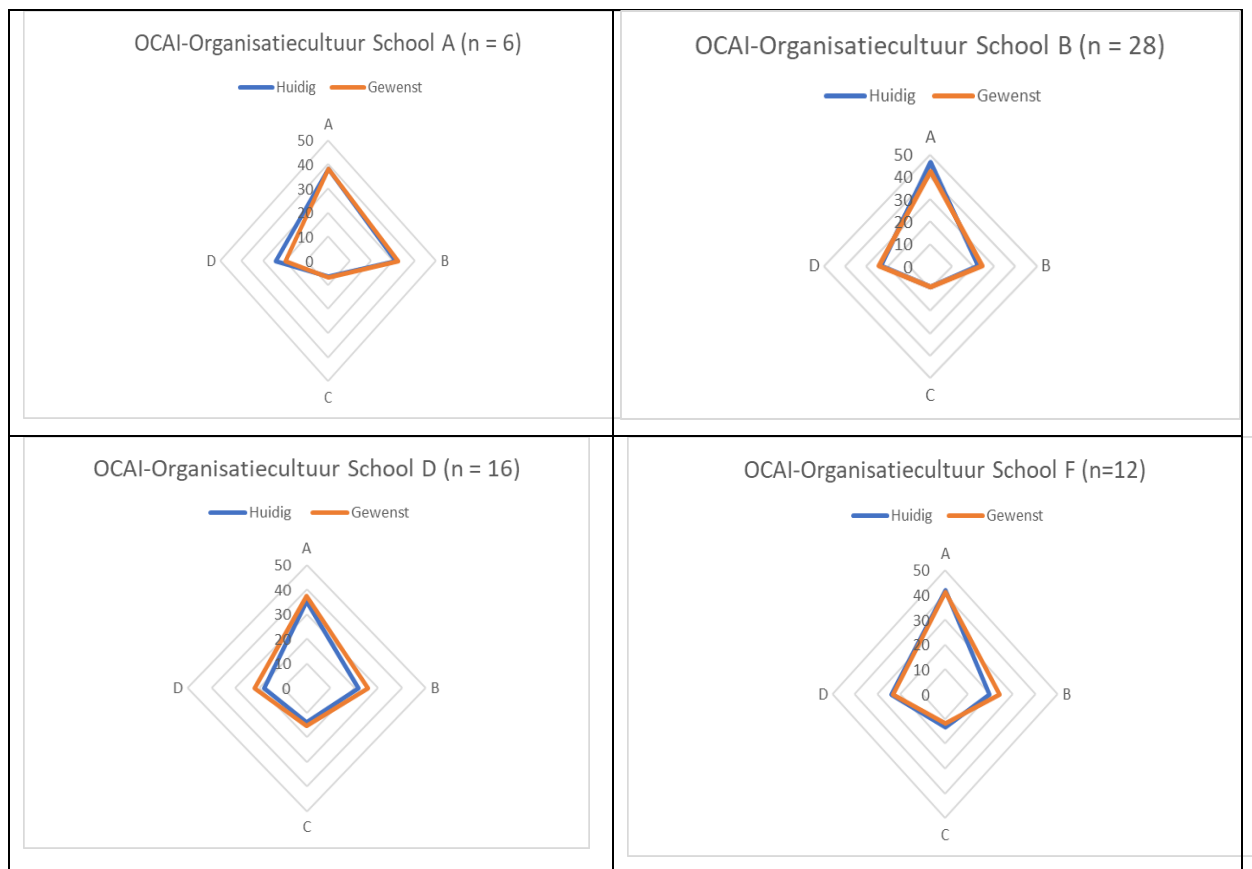 OCAI-Organisatiecultuur School A (n = 6)
Huidig Gewenst
A
50
40
30
20
10
0
D
B
C
OCAI-Organisatiecultuur School B (n = 28)
Huidig Gewenst
A
50
40
30
20
10
0
D
B
C
OCAI-Organisatiecultuur School D (n = 16)
Huidig Gewenst
A
50
40
30
20
10
0
D
B
C
OCAI-Organisatiecultuur School F (n=12)
Huidig Gewenst
A
50
40
30
20
10
0
D
B
C